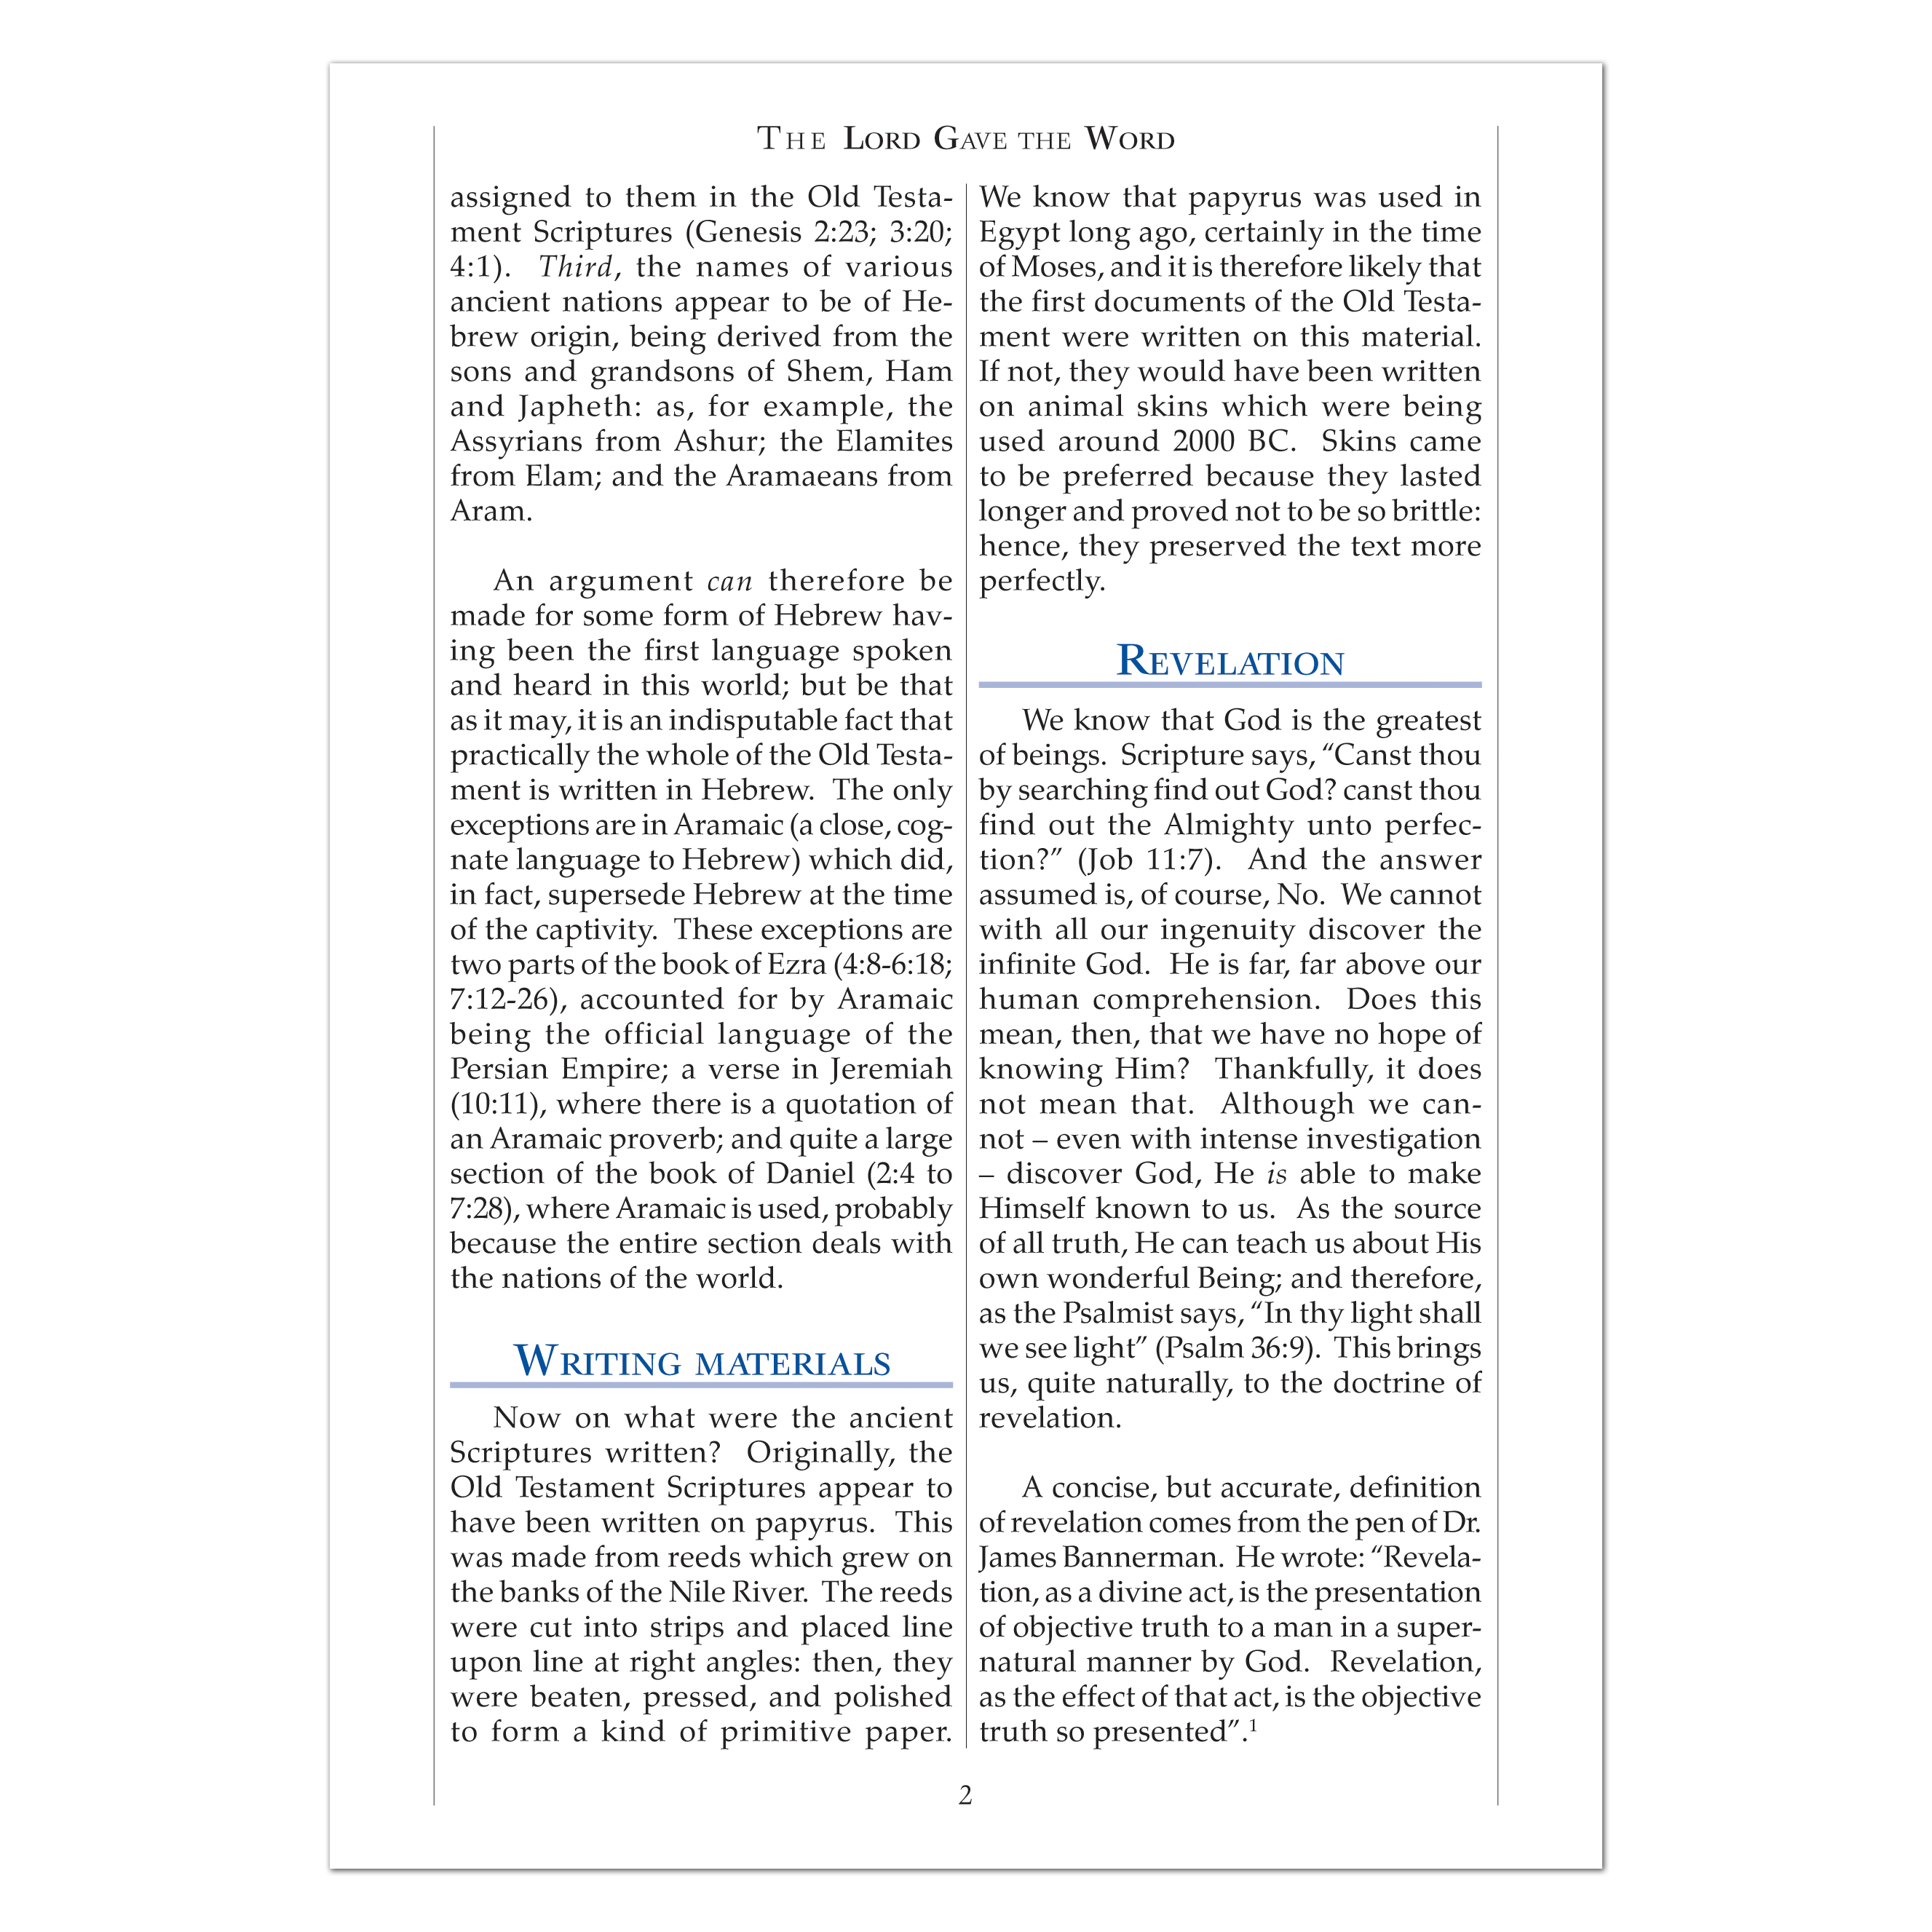 The Lord Gave the Word
assigned to them in the Old Testa-
ment Scriptures (Genesis 2:23; 3:20;
4:1). Third, the names of various
ancient nations appear to be of He-
brew origin, being derived from the
sons and grandsons of Shem, Ham
and Japheth: as, for example, the
Assyrians from Ashur; the Elamites
from Elam; and the Aramaeans from
Aram.
An argument can therefore be
made for some form of Hebrew hav-
ing been the first language spoken
and heard in this world; but be that
as it may, it is an indisputable fact that
practically the whole of the Old Testa-
ment is written in Hebrew. The only
exceptions are in Aramaic (a close, cog-
nate language to Hebrew) which did,
in fact, supersede Hebrew at the time
of the captivity. These exceptions are
two parts of the book of Ezra (4:8-6:18;
7:12-26), accounted for by Aramaic
being the official language of the
Persian Empire; a verse in Jeremiah
(10:11), where there is a quotation of
an Aramaic proverb; and quite a large
section of the book of Daniel (2:4 to
7:28), where Aramaic is used, probably
because the entire section deals with
the nations of the world.
Writing materials
Now on what were the ancient
Scriptures written? Originally, the
Old Testament Scriptures appear to
have been written on papyrus. This
was made from reeds which grew on
the banks of the Nile River. The reeds
were cut into strips and placed line
upon line at right angles: then, they
were beaten, pressed, and polished
to form a kind of primitive paper.
We know that papyrus was used in
Egypt long ago, certainly in the time
of Moses, and it is therefore likely that
the first documents of the Old Testa-
ment were written on this material.
If not, they would have been written
on animal skins which were being
used around 2000 BC. Skins came
to be preferred because they lasted
longer and proved not to be so brittle:
hence, they preserved the text more
perfectly.
Revelation
We know that God is the greatest
of beings. Scripture says, “Canst thou
by searching find out God? canst thou
find out the Almighty unto perfec-
tion?” (Job 11:7). And the answer
assumed is, of course, No. We cannot
with all our ingenuity discover the
infinite God. He is far, far above our
human comprehension. Does this
mean, then, that we have no hope of
knowing Him? Thankfully, it does
not mean that. Although we can-
not – even with intense investigation
– discover God, He is able to make
Himself known to us. As the source
of all truth, He can teach us about His
own wonderful Being; and therefore,
as the Psalmist says, “In thy light shall
we see light” (Psalm 36:9). This brings
us, quite naturally, to the doctrine of
revelation.
A concise, but accurate, definition
of revelation comes from the pen of Dr.
James Bannerman. He wrote: “Revela-
tion, as a divine act, is the presentation
of objective truth to a man in a super-
natural manner by God. Revelation,
as the effect of that act, is the objective
truth so presented”.¹
2